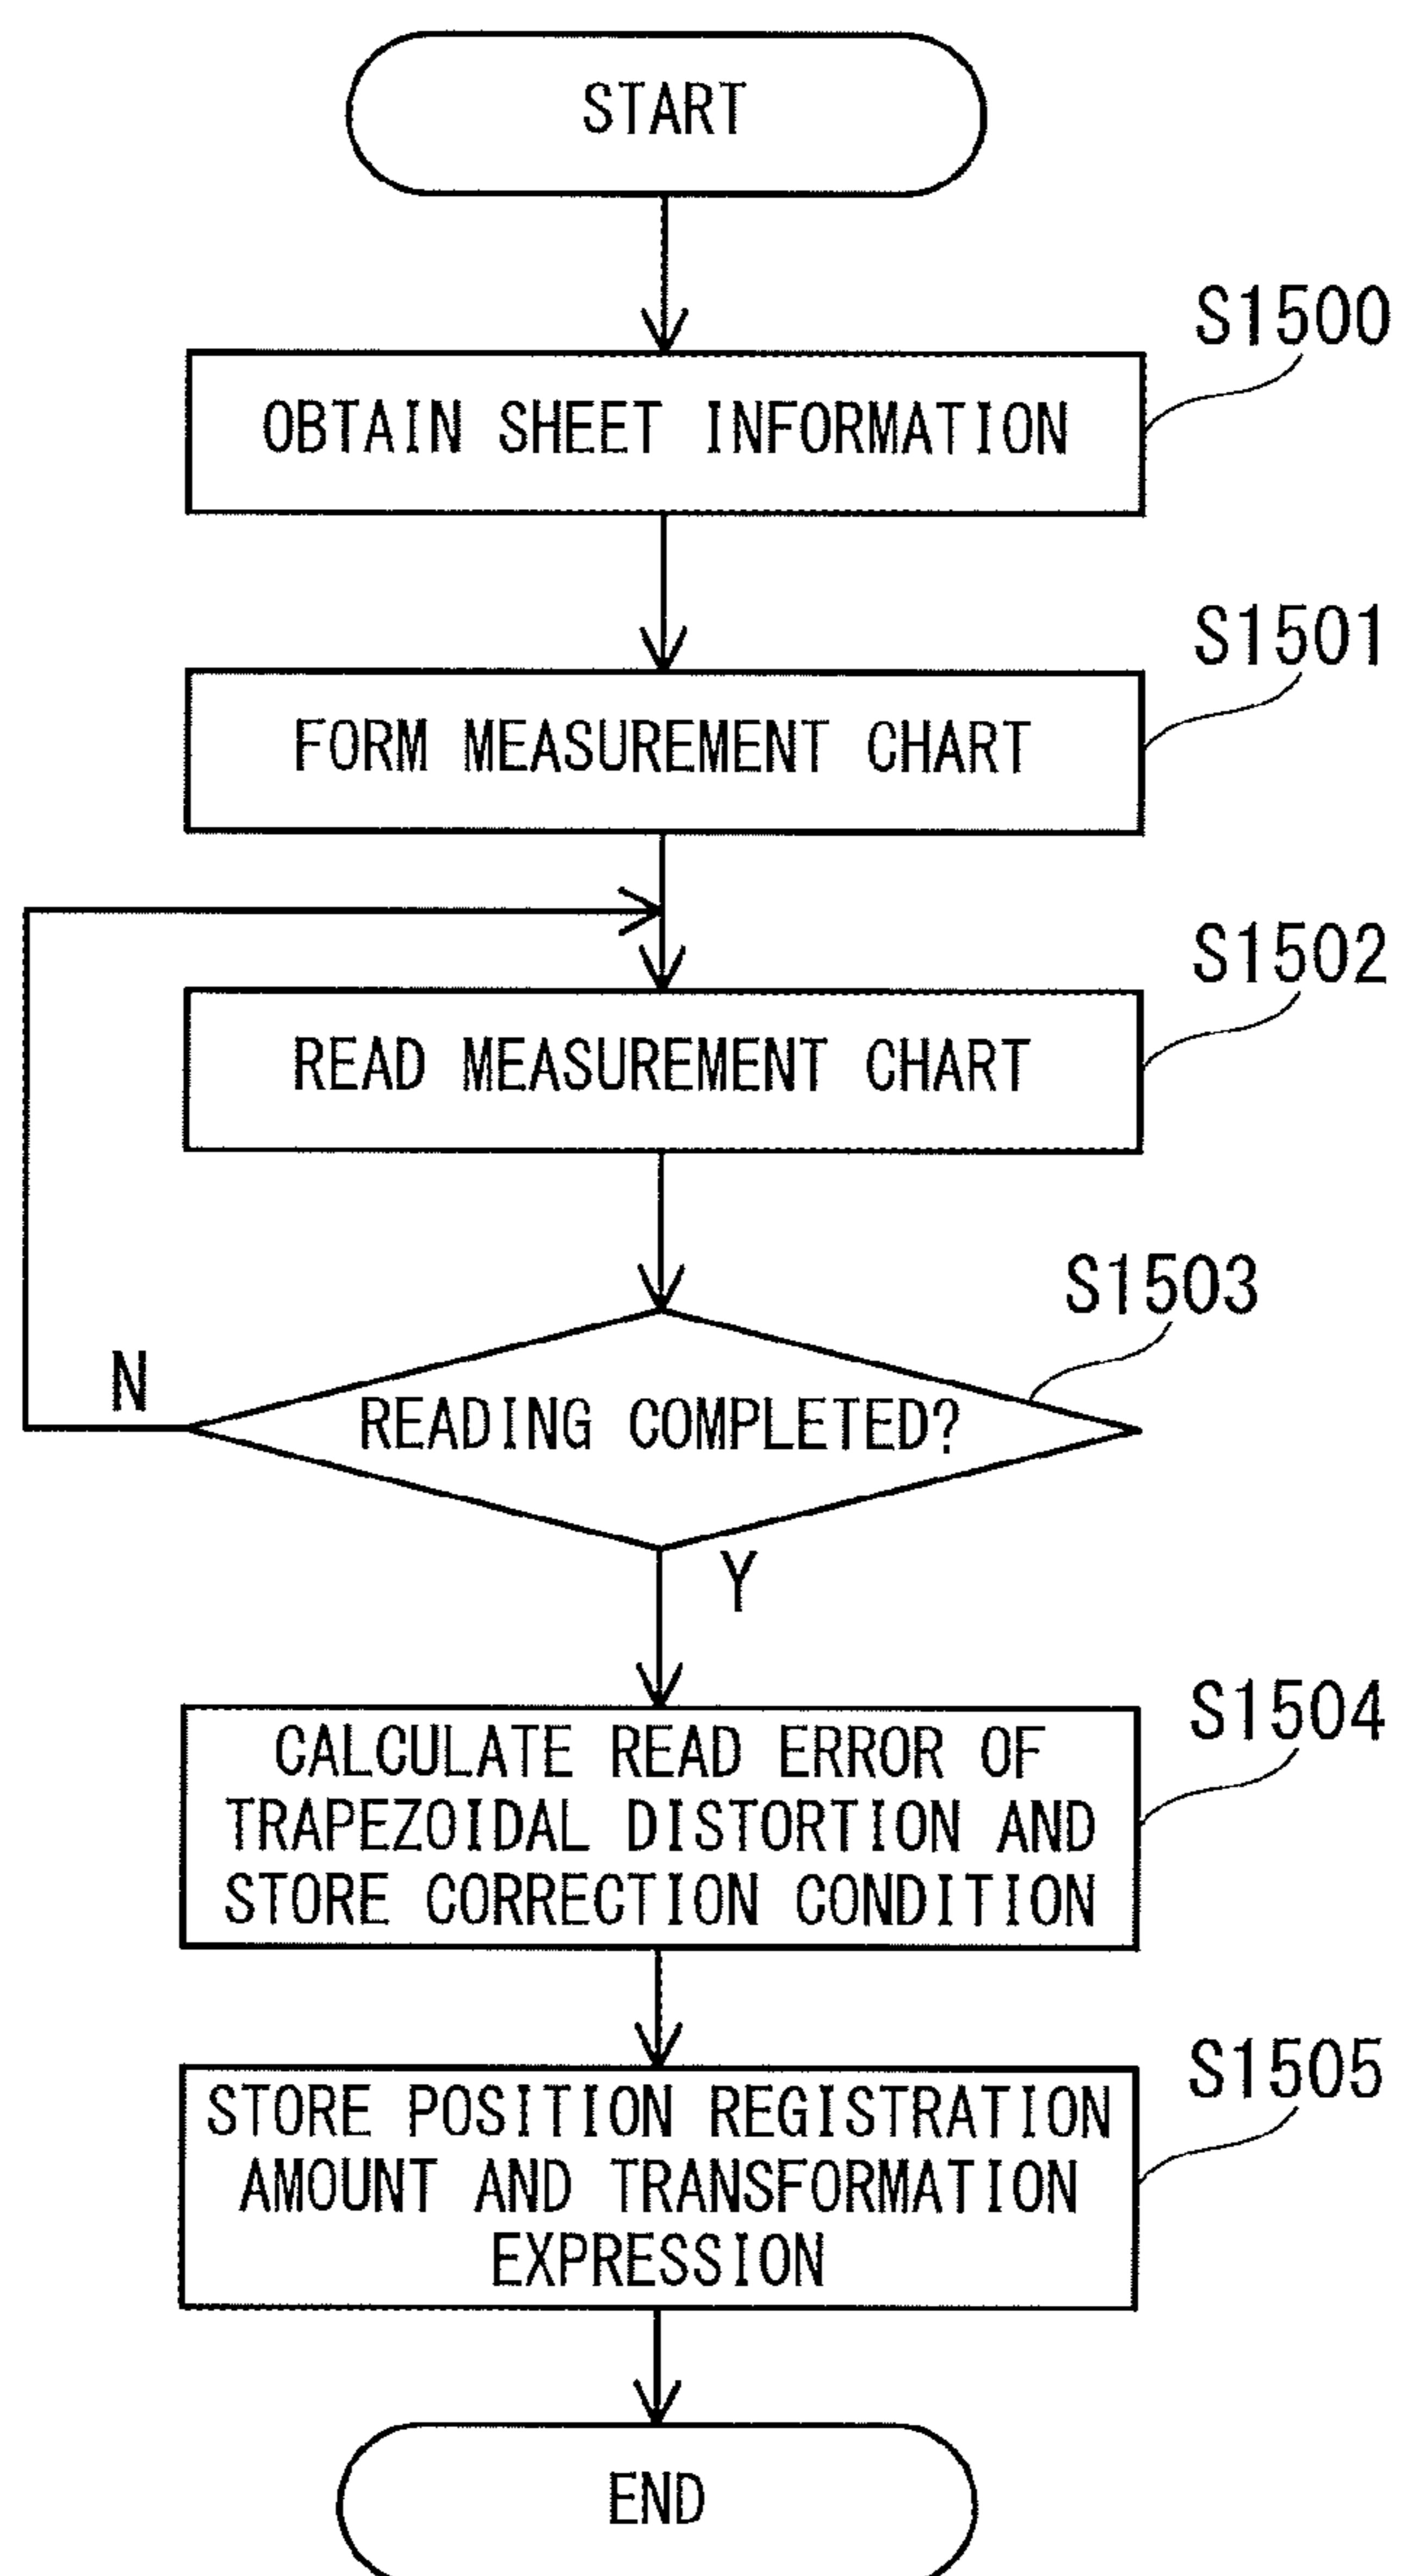 START
S1500
OBTAIN SHEET INFORMATION
S1501
FORM MEASUREMENT CHART
S1502
READ MEASUREMENT CHART
S1503
N
READING COMPLETED?
Y
S1504
CALCULATE READ ERROR OF
TRAPEZOIDAL DISTORTION AND
STORE CORRECTION CONDITION
S1505
STORE POSITION REGISTRATION
AMOUNT AND TRANSFORMATION
EXPRESSION
END